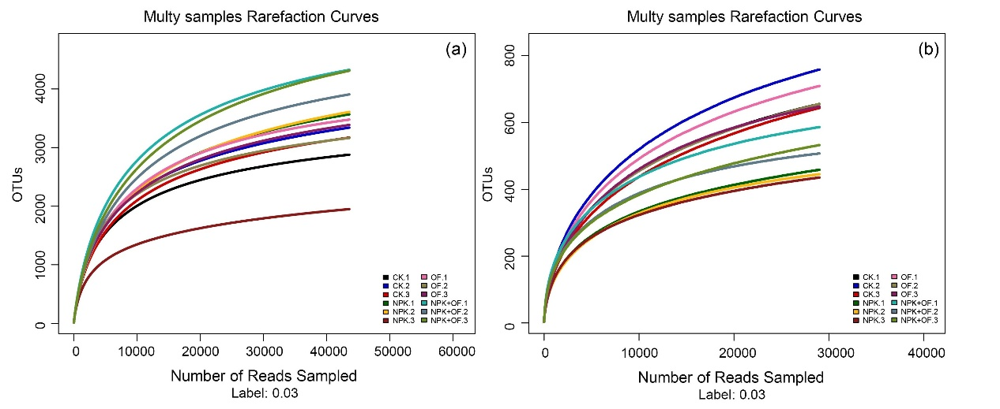 Multy samples Rarefaction Curves
(a)
OTUs
4000
3000
2000
1000
0
0 10000 20000 30000 40000 50000 60000
Number of Reads Sampled
Label: 0.03
CK.1 OF.1
CK.2 OF.2
CK.3 OF.3
NPK.1 NPK+OF.1
NPK.2 NPK+OF.2
NPK.3 NPK+OF.3
Multy samples Rarefaction Curves
(b)
OTUs
800
600
400
200
0
0 10000 20000 30000 40000
Number of Reads Sampled
Label: 0.03
CK.1 OF.1
CK.2 OF.2
CK.3 OF.3
NPK.1 NPK+OF.1
NPK.2 NPK+OF.2
NPK.3 NPK+OF.3